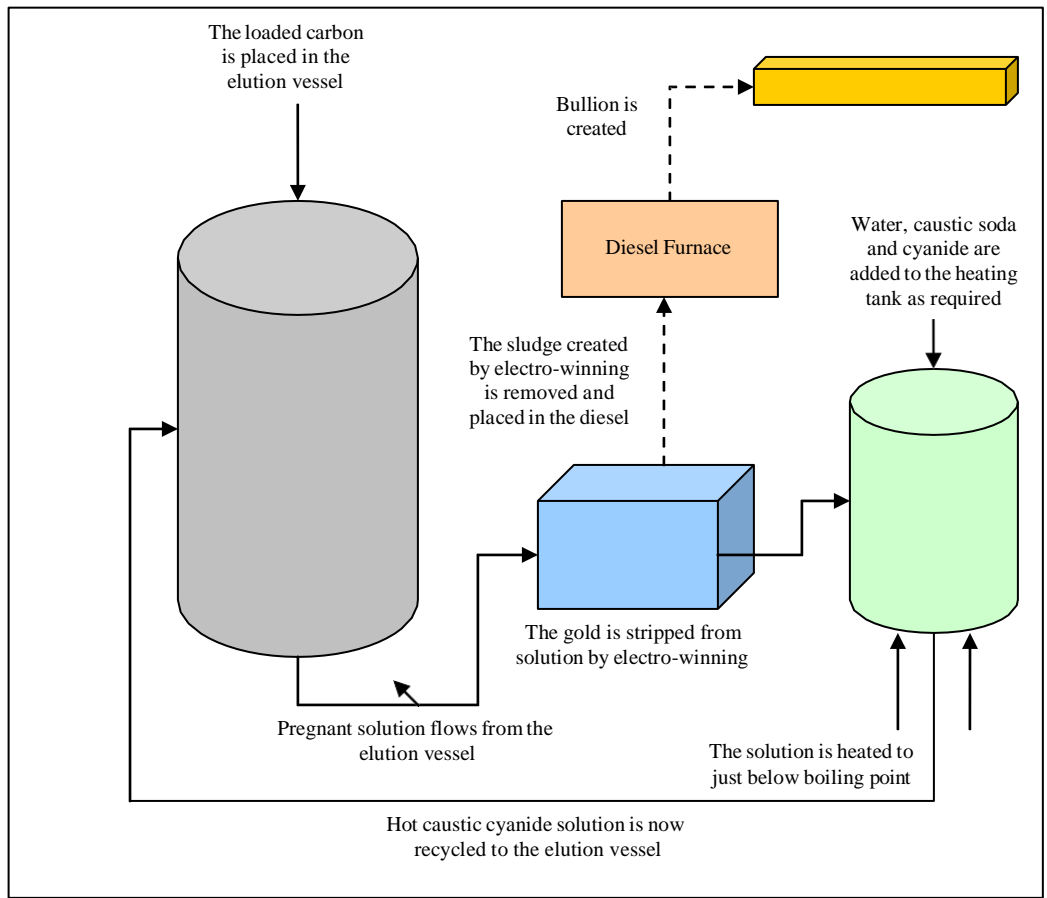 The loaded carbon
is placed in the
elution vessel
Bullion is
created
Diesel Furnace
Water, caustic soda
and cyanide are
added to the heating
tank as required
The sludge created
by electro-winning
is removed and
placed in the diesel
The gold is stripped from
solution by electro-winning
Pregnant solution flows from the
elution vessel
The solution is heated to
just below boiling point
Hot caustic cyanide solution is now
recycled to the elution vessel